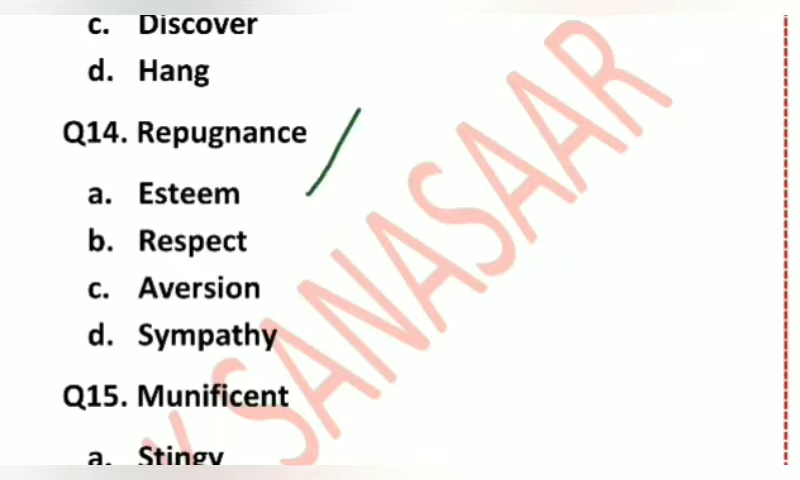 c. Discover
d. Hang
Q14. Repugnance
a. Esteem
b. Respect
c. Aversion
d. Sympathy
Q15. Munificent
a. Stingy
K SANASAAR